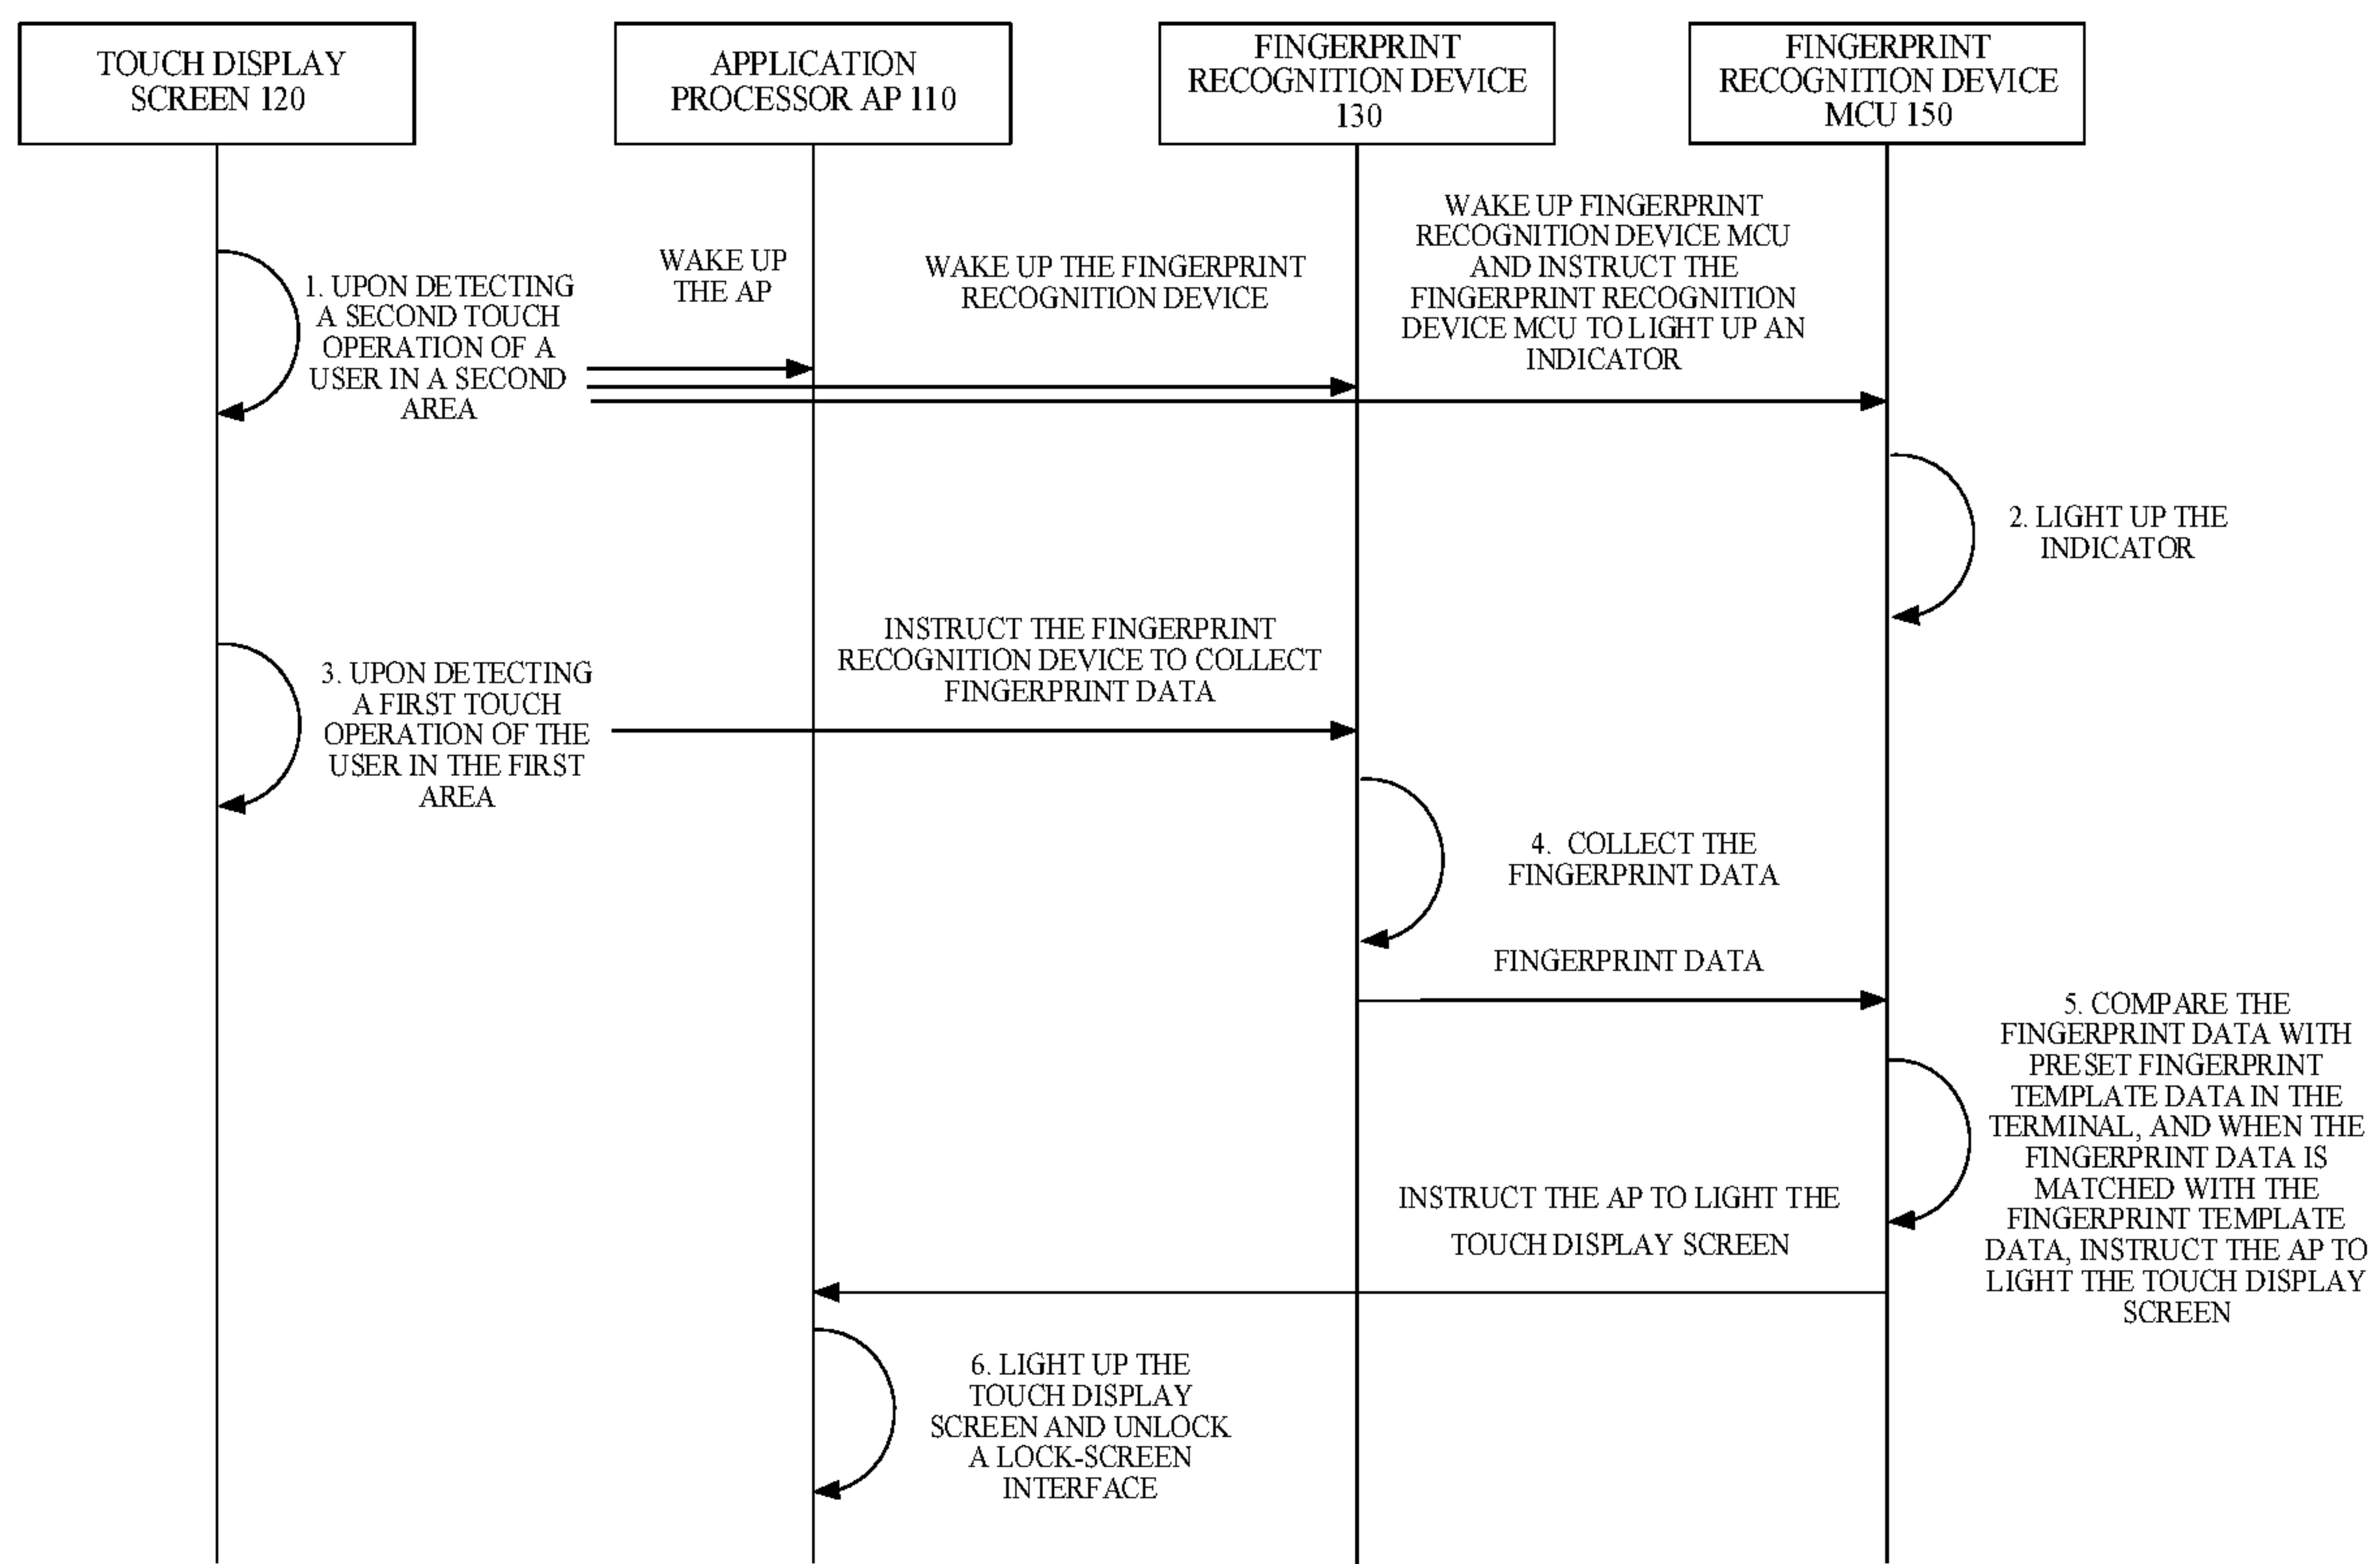 TOUCH DISPLAY
SCREEN 120
APPLICATION
PROCESSOR AP 110
FINGERPRINT
RECOGNITION DEVICE
130
FINGERPRINT
RECOGNITION DEVICE
MCU 150
1. UPON DETECTING
A SECOND TOUCH
OPERATION OF A
USER IN A SECOND
AREA
WAKE UP
THE AP
WAKE UP THE FINGERPRINT
RECOGNITION DEVICE
WAKE UP FINGERPRINT
RECOGNITION DEVICE MCU
AND INSTRUCT THE
FINGERPRINT RECOGNITION
DEVICE MCU TO LIGHT UP AN
INDICATOR
2. LIGHT UP THE
INDICATOR
3. UPON DETECTING
A FIRST TOUCH
OPERATION OF THE
USER IN THE FIRST
AREA
INSTRUCT THE FINGERPRINT
RECOGNITION DEVICE TO COLLECT
FINGERPRINT DATA
4. COLLECT THE
FINGERPRINT DATA
FINGERPRINT DATA
5. COMPARE THE
FINGERPRINT DATA WITH
PRESET FINGERPRINT
TEMPLATE DATA IN THE
TERMINAL, AND WHEN THE
FINGERPRINT DATA IS
MATCHED WITH THE
FINGERPRINT TEMPLATE
DATA, INSTRUCT THE AP TO
LIGHT THE TOUCH DISPLAY
SCREEN
INSTRUCT THE AP TO LIGHT THE
TOUCH DISPLAY SCREEN
6. LIGHT UP THE
TOUCH DISPLAY
SCREEN AND UNLOCK
A LOCK-SCREEN
INTERFACE